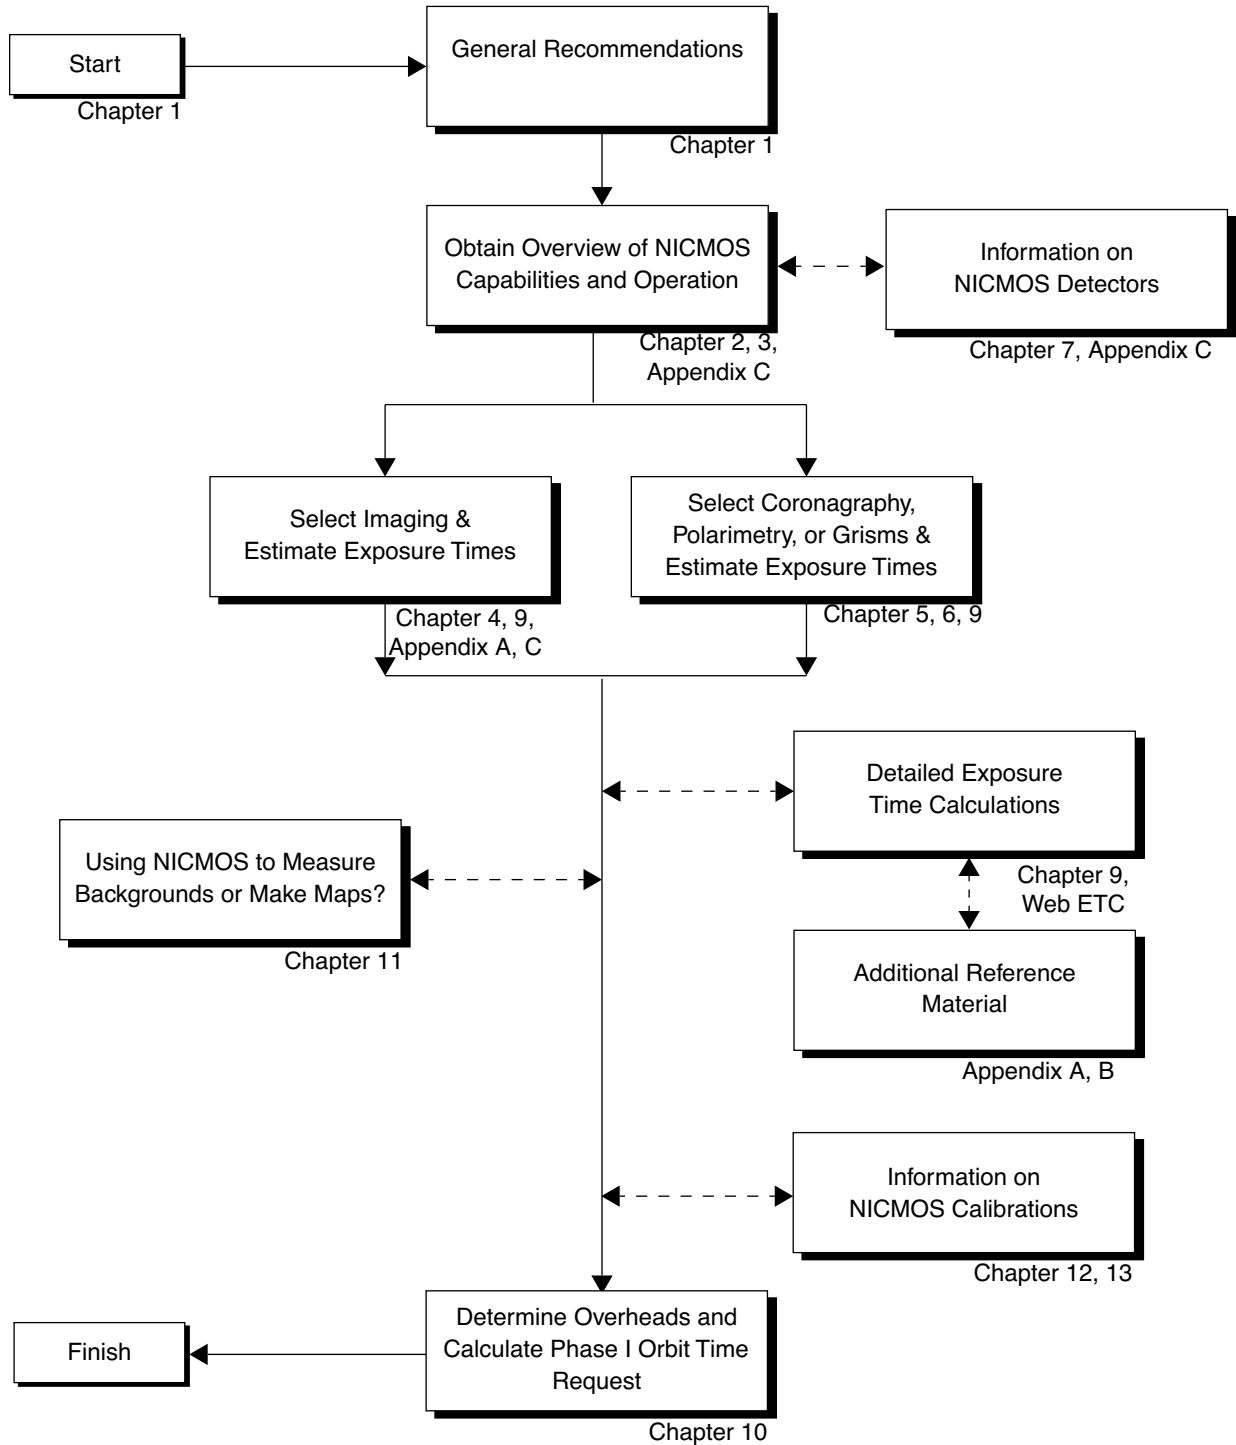 Start
Chapter 1
General Recommendations
Chapter 1
Obtain Overview of NICMOS
Capabilities and Operation
Chapter 2, 3,
Appendix C
Information on
NICMOS Detectors
Chapter 7, Appendix C
Select Imaging &
Estimate Exposure Times
Chapter 4, 9,
Appendix A, C
Select Coronagraphy,
Polarimetry, or Grisms &
Estimate Exposure Times
Chapter 5, 6, 9
Detailed Exposure
Time Calculations
Chapter 9,
Web ETC
Using NICMOS to Measure
Backgrounds or Make Maps?
Chapter 11
Additional Reference
Material
Appendix A, B
Information on
NICMOS Calibrations
Chapter 12, 13
Determine Overheads and
Calculate Phase I Orbit Time
Request
Chapter 10
Finish